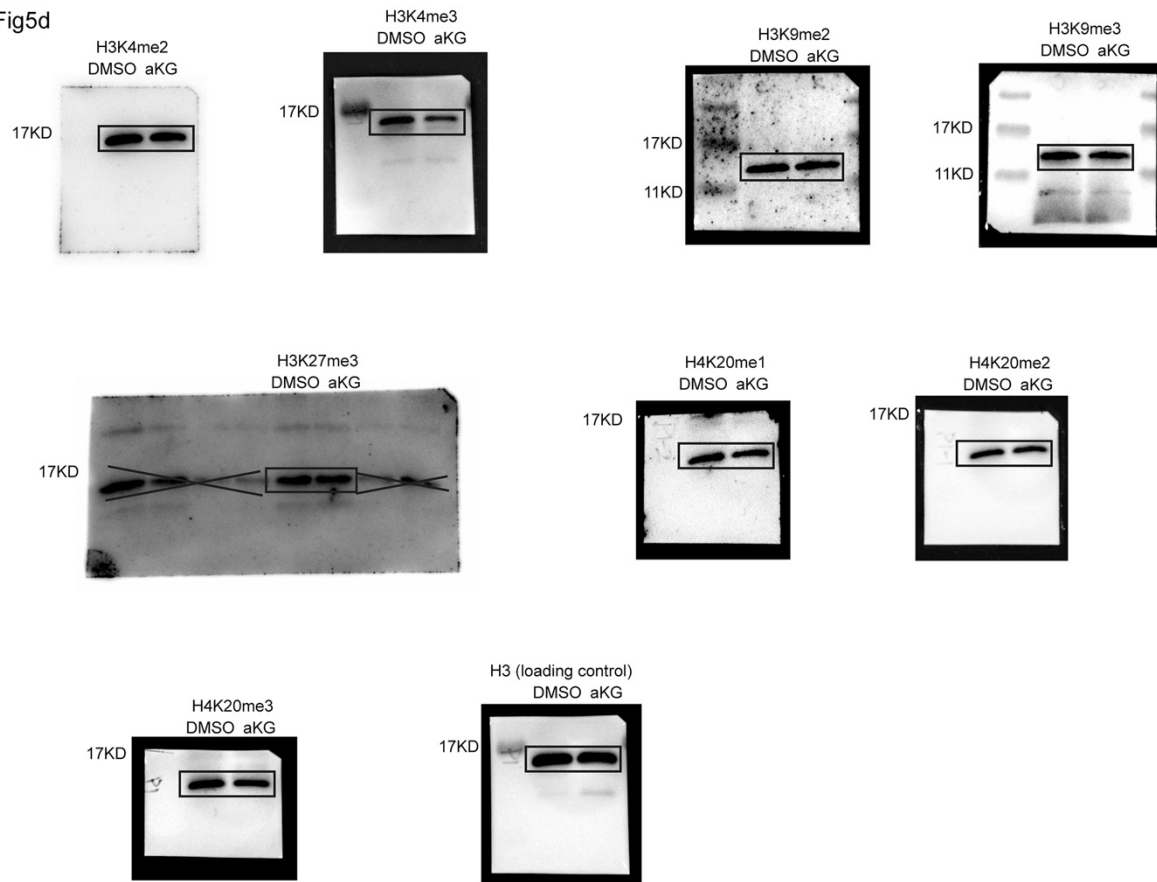 Fig5d
H3K4me2
DMSO aKG
17KD
H3K4me3
DMSO aKG
17KD
H3K9me2
DMSO aKG
17KD
11KD
H3K9me3
DMSO aKG
17KD
11KD
H3K27me3
DMSO aKG
17KD
H4K20me1
DMSO aKG
17KD
H4K20me2
DMSO aKG
17KD
H4K20me3
DMSO aKG
17KD
H3 (loading control)
DMSO aKG
17KD